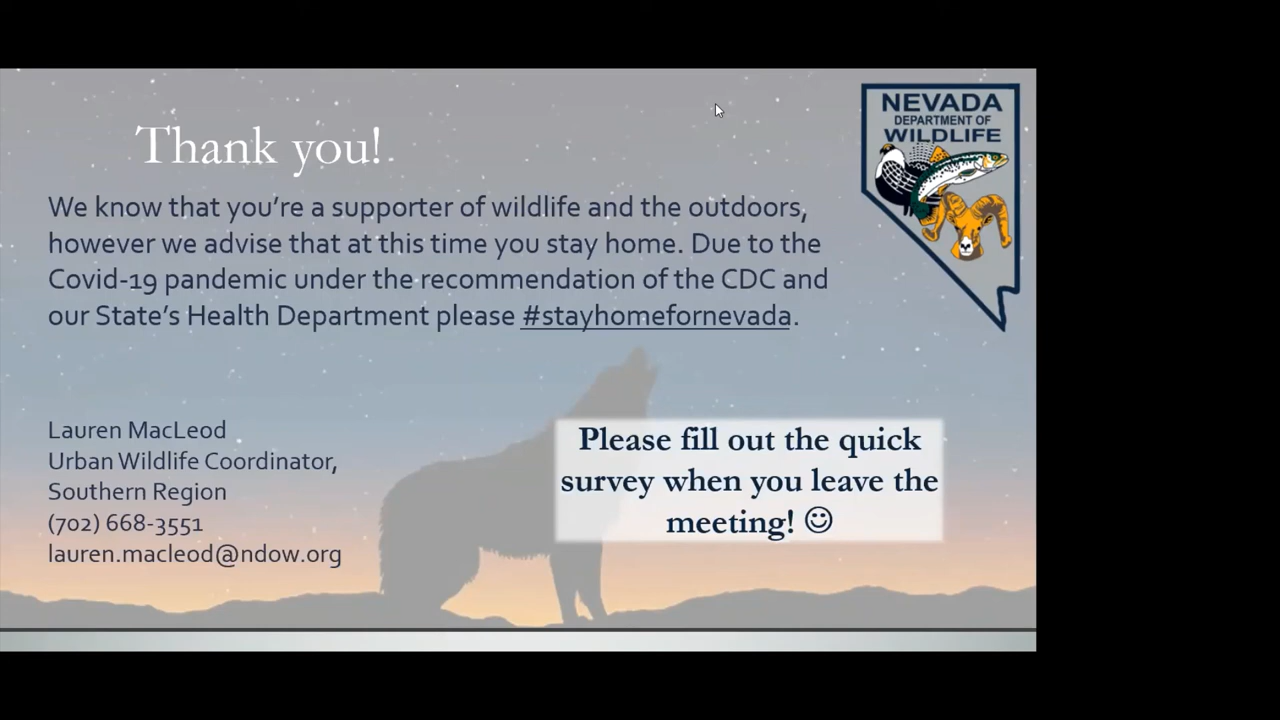 Thank you!
We know that you're a supporter of wildlife and the outdoors,
however we advise that at this time you stay home. Due to the
Covid-19 pandemic under the recommendation of the CDC and
our State's Health Department please #stayhomefornevada.
NEVADA
DEPARTMENT OF
WILDLIFE
Lauren MacLeod
Urban Wildlife Coordinator,
Southern Region
(702) 668-3551
lauren.macleod@ndow.org
Please fill out the quick
survey when you leave the
meeting! ☺